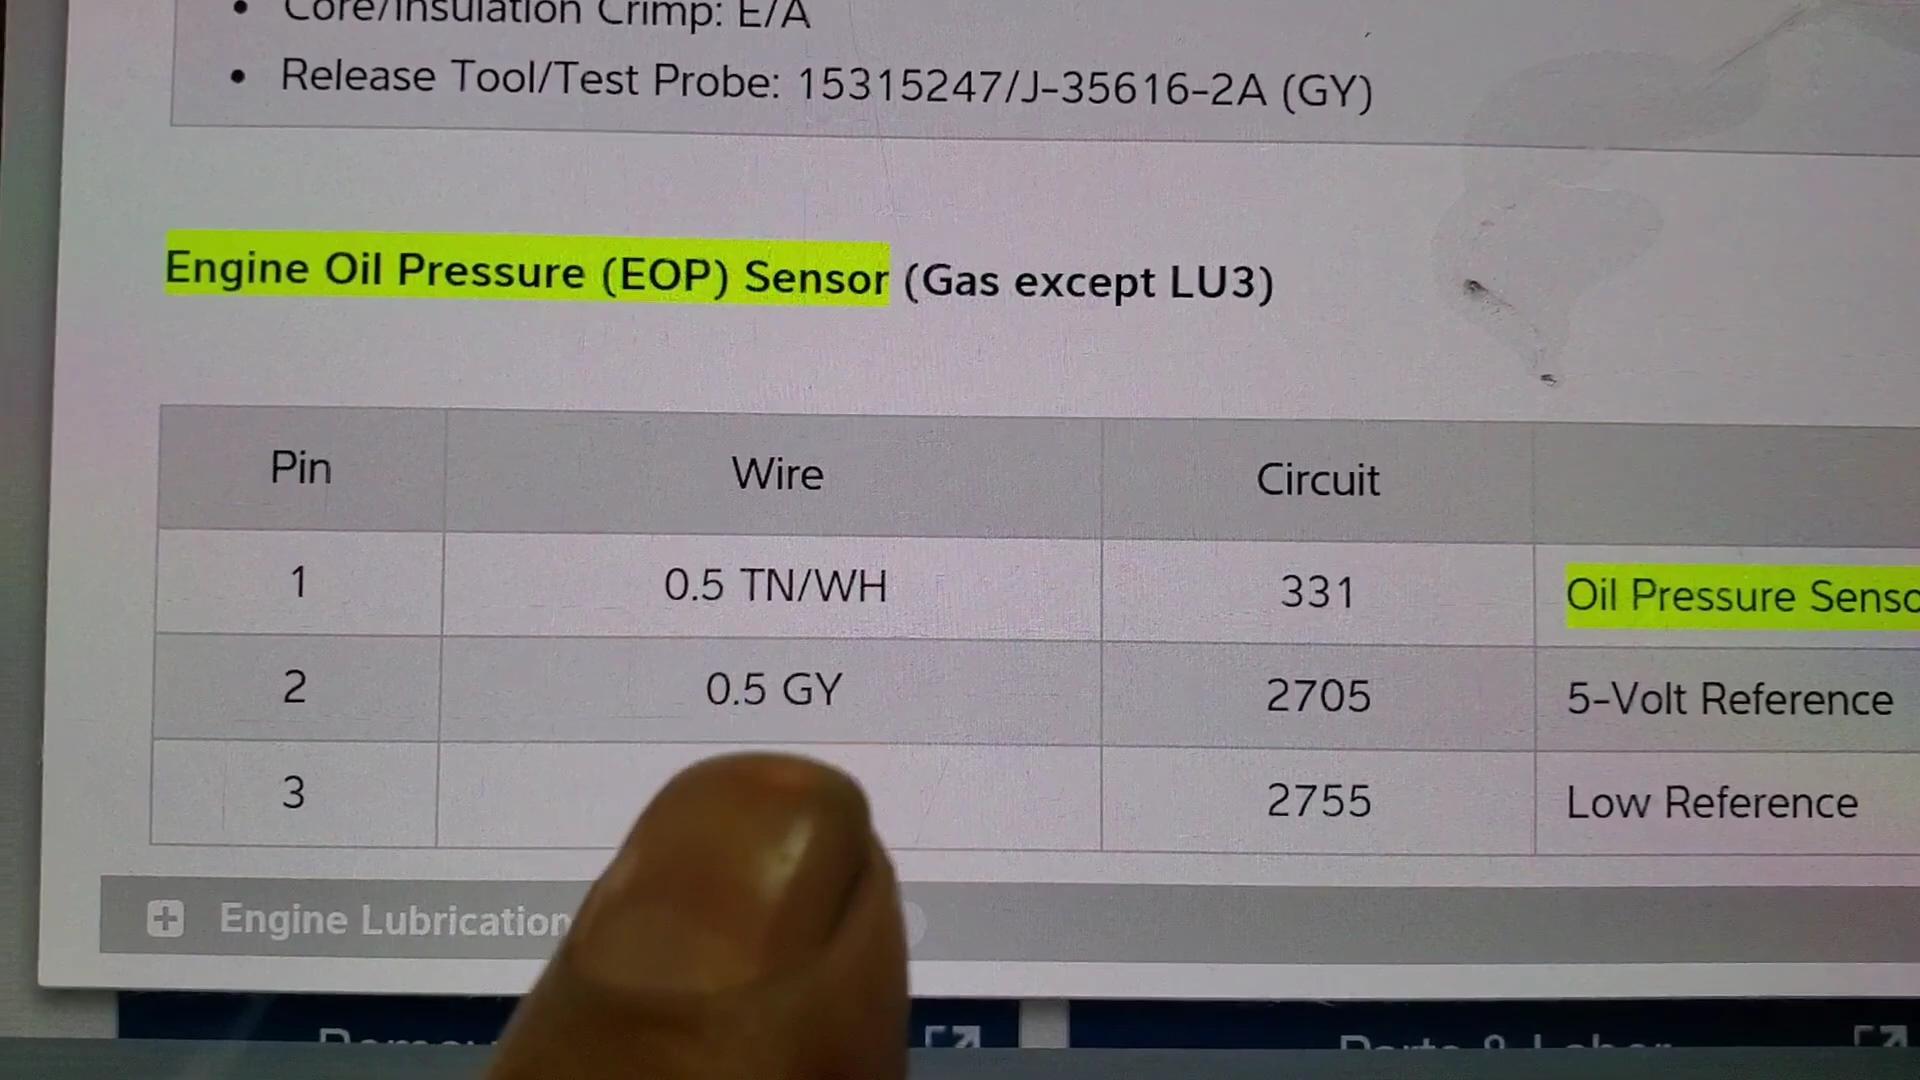 • Core/Insulation Crimp: E/A
• Release Tool/Test Probe: 15315247/J-35616-2A (GY)
Engine Oil Pressure (EOP) Sensor (Gas except LU3)
Pin Wire Circuit
1 0.5 TN/WH 331 Oil Pressure Senso
2 0.5 GY 2705 5-Volt Reference
3 2755 Low Reference
Engine Lubrication
Parts & Labor